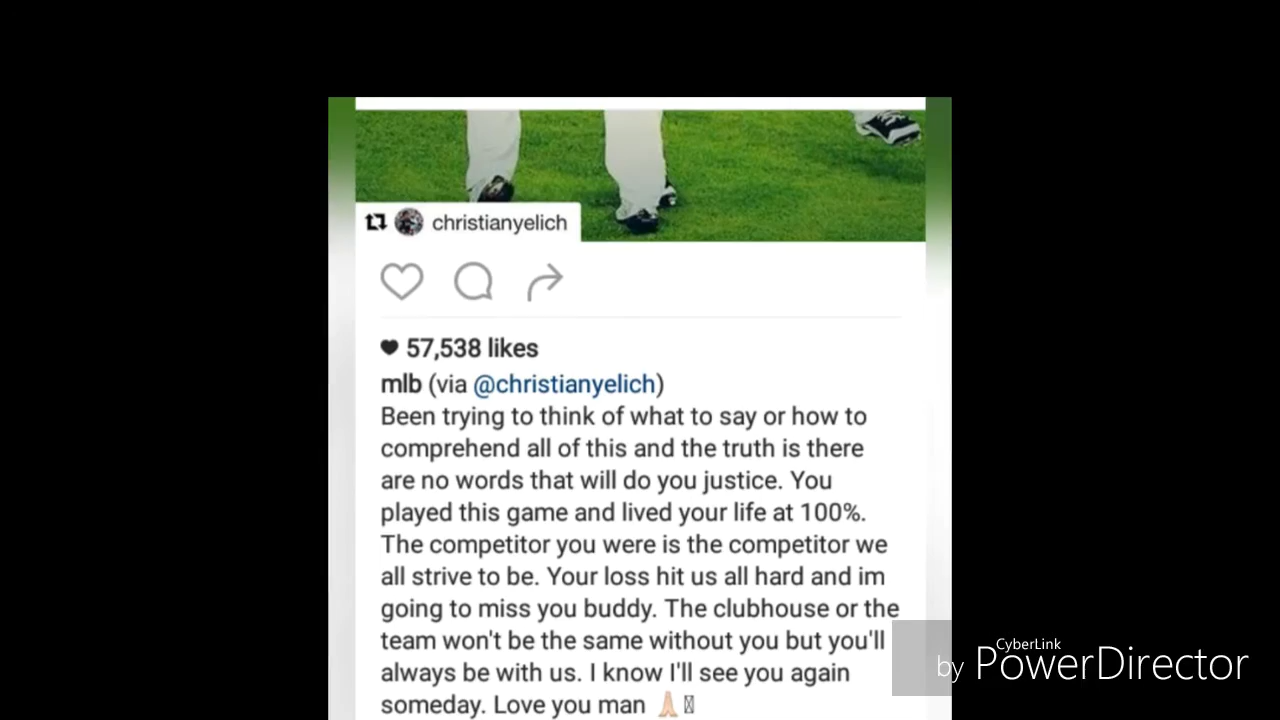 christianyelich
57,538 likes
mlb (via @christianyelich)
Been trying to think of what to say or how to
comprehend all of this and the truth is there
are no words that will do you justice. You
played this game and lived your life at 100%.
The competitor you were is the competitor we
all strive to be. Your loss hit us all hard and im
going to miss you buddy. The clubhouse or the
team won't be the same without you but you'll
always be with us. I know I'll see you again
someday. Love you man 🙏🏻
CyberLink
by PowerDirector